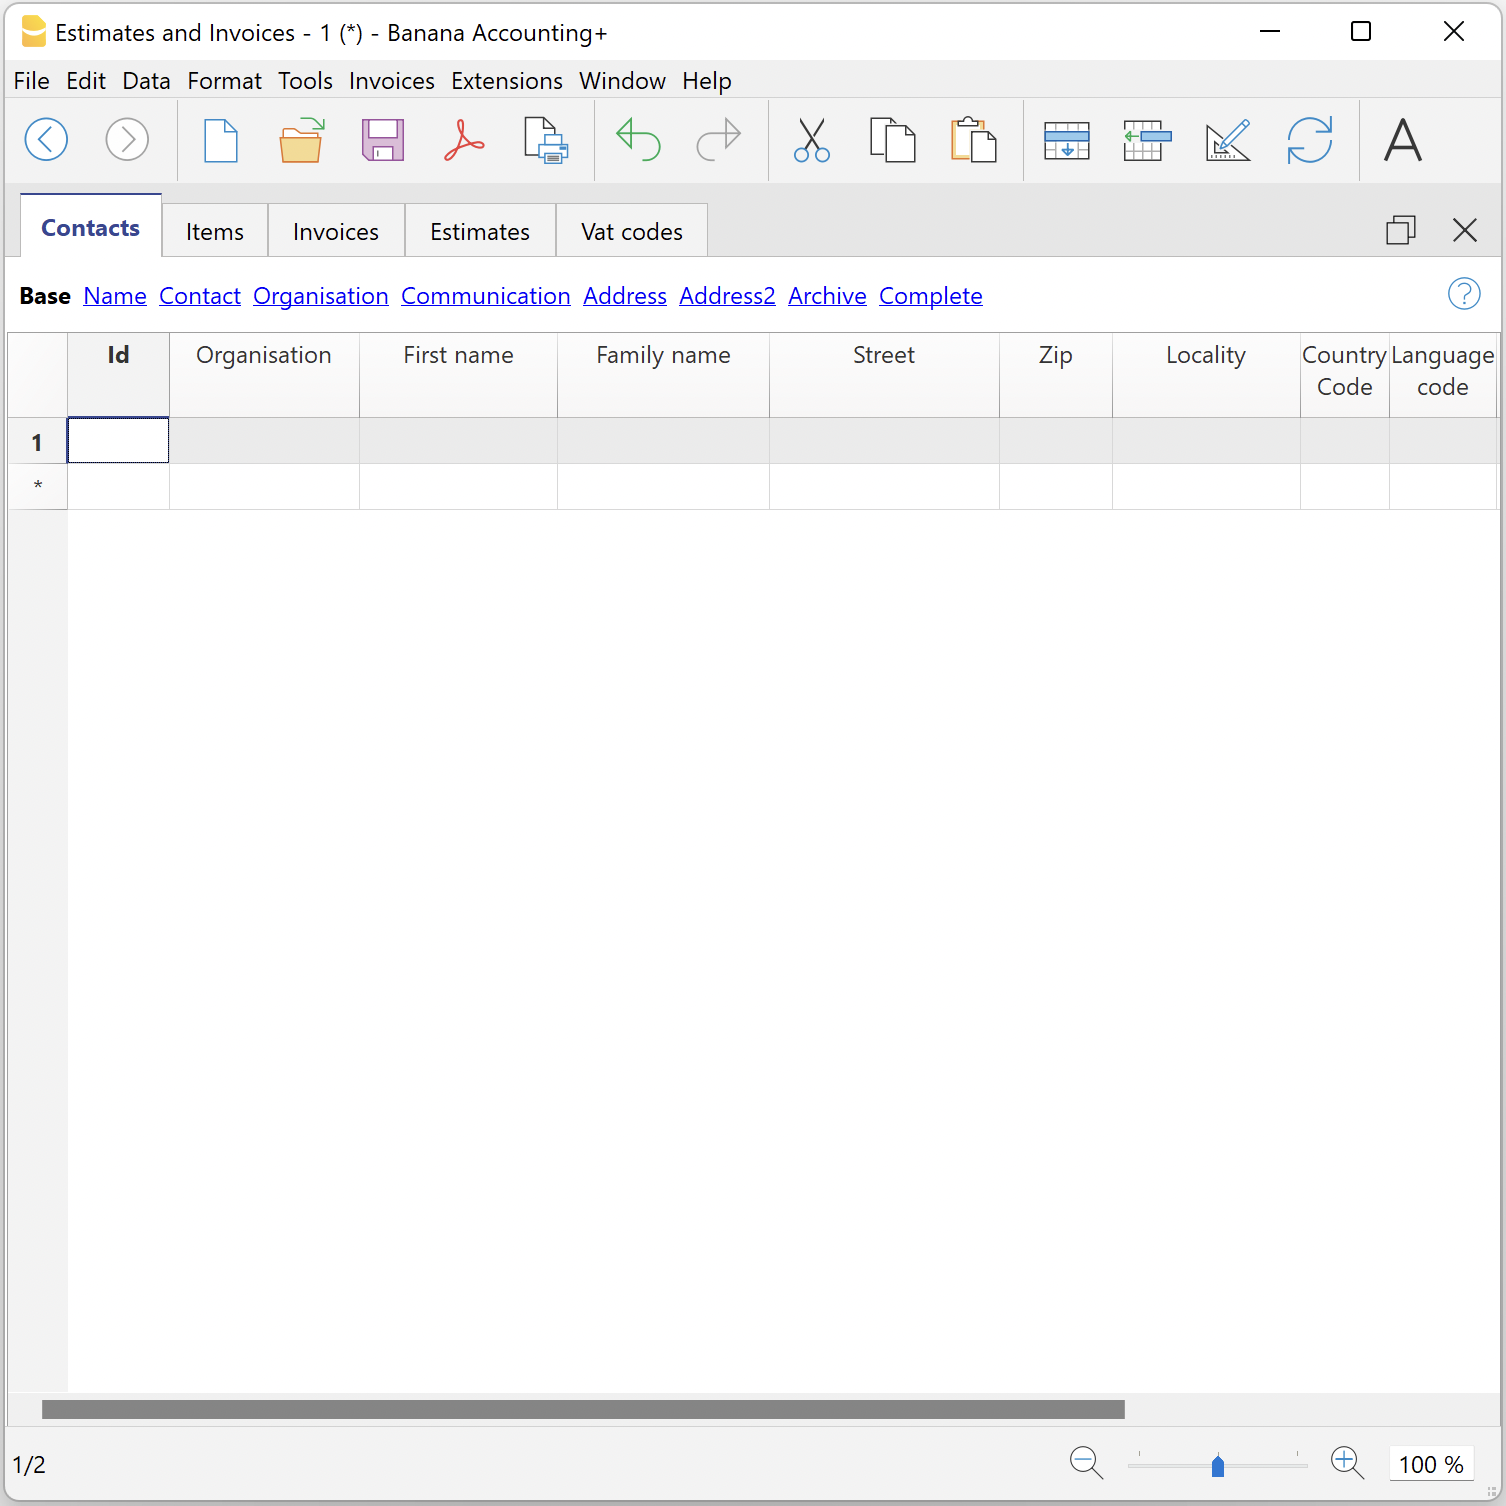 Estimates and Invoices - 1 (*) - Banana Accounting+
File Edit Data Format Tools Invoices Extensions Window Help
Contacts Items Invoices Estimates Vat codes
Base Name Contact Organisation Communication Address Address2 Archive Complete
Id Organisation First name Family name Street Zip Locality Country Code Language code
1
*
1/2 100 %